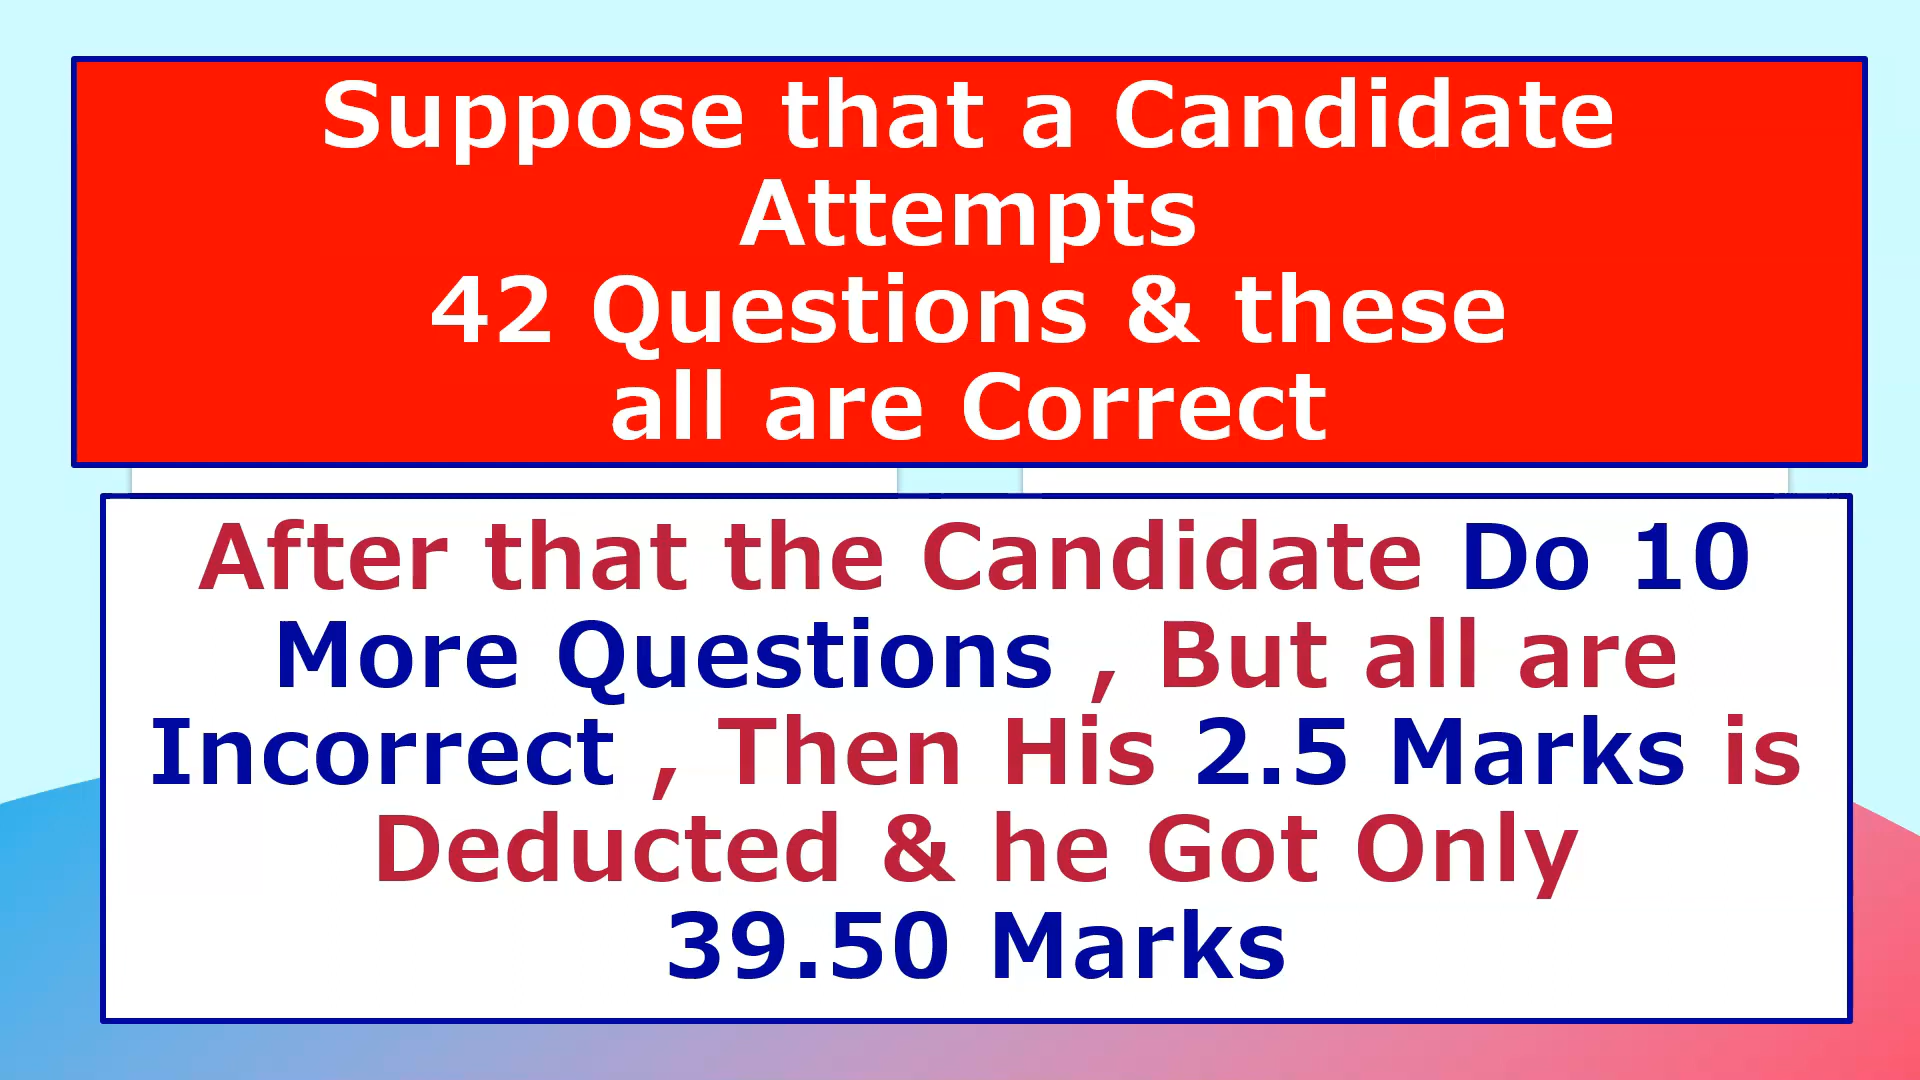 Suppose that a Candidate
Attempts
42 Questions & these
all are Correct
After that the Candidate Do 10
More Questions , But all are
Incorrect , Then His 2.5 Marks is
Deducted & he Got Only
39.50 Marks